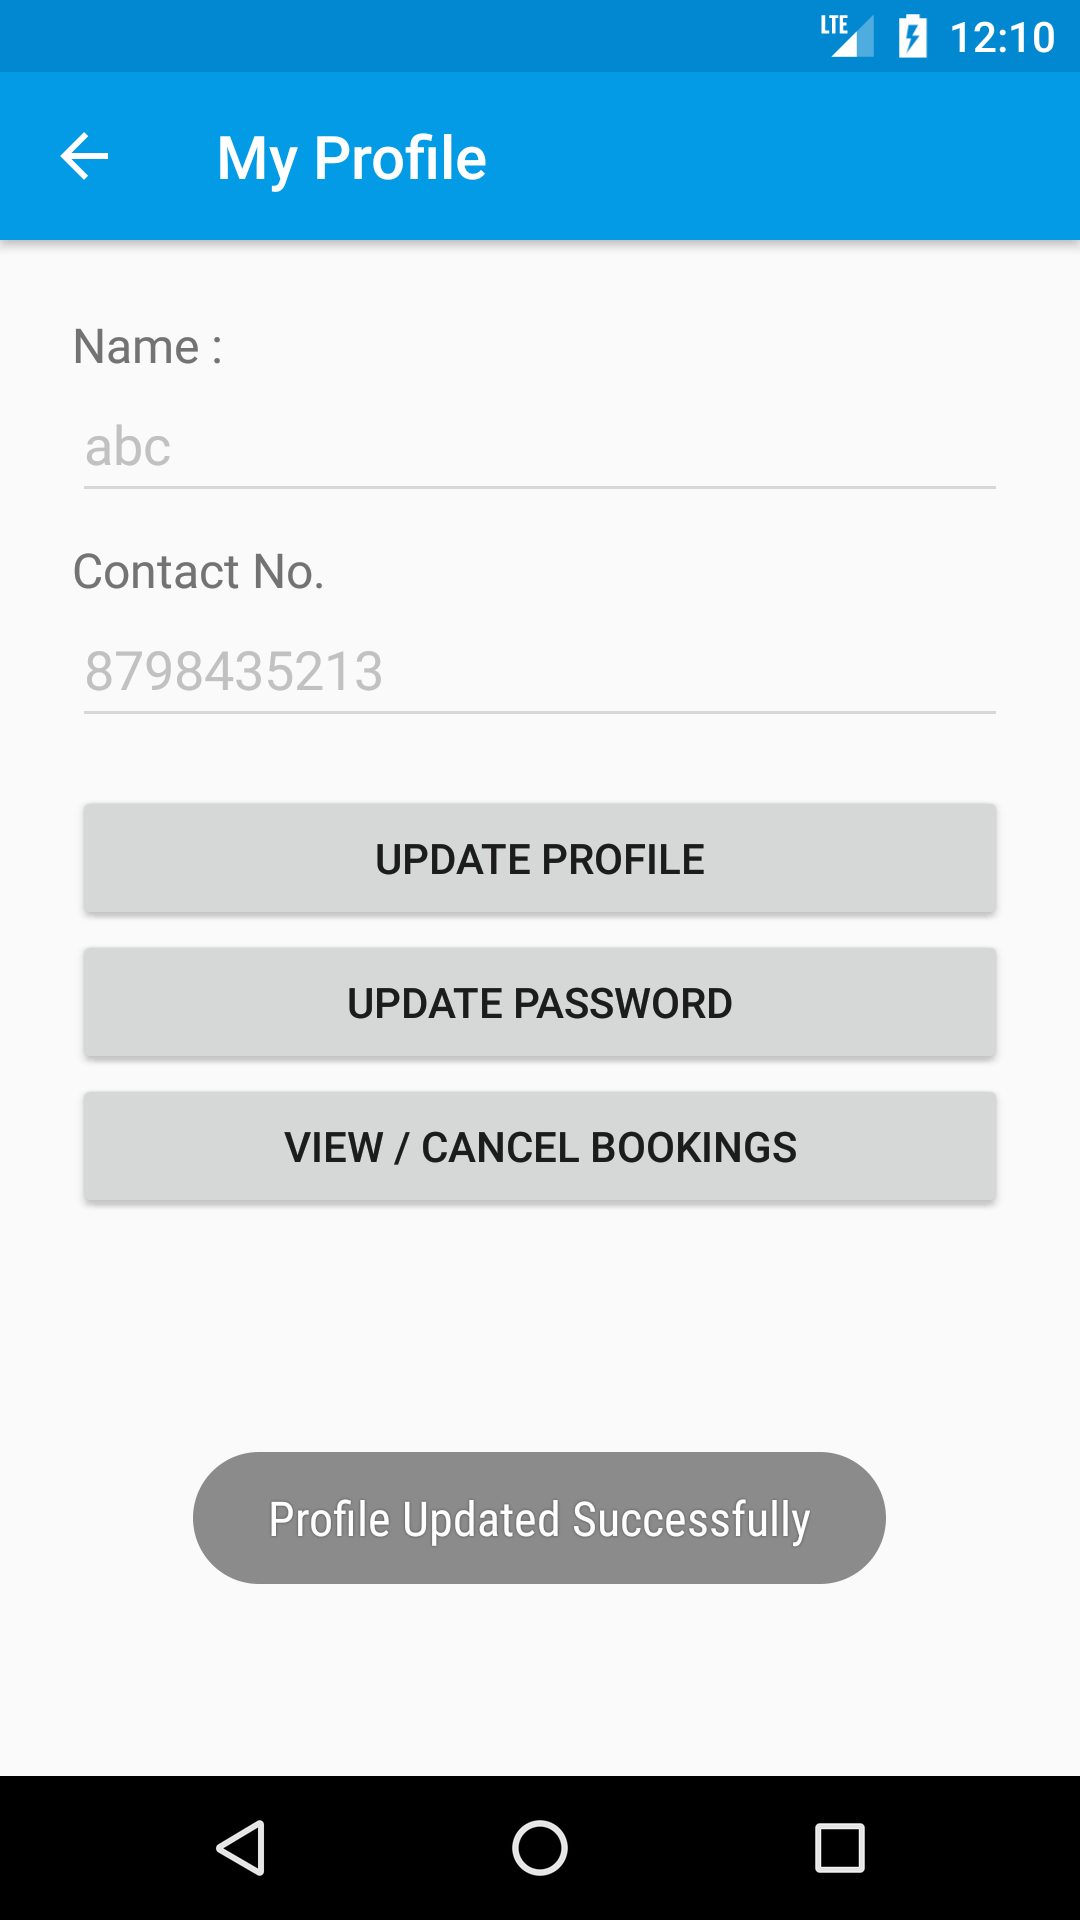 LTE 12:10
My Profile
Name :
abc
Contact No.
8798435213
UPDATE PROFILE
UPDATE PASSWORD
VIEW / CANCEL BOOKINGS
Profile Updated Successfully